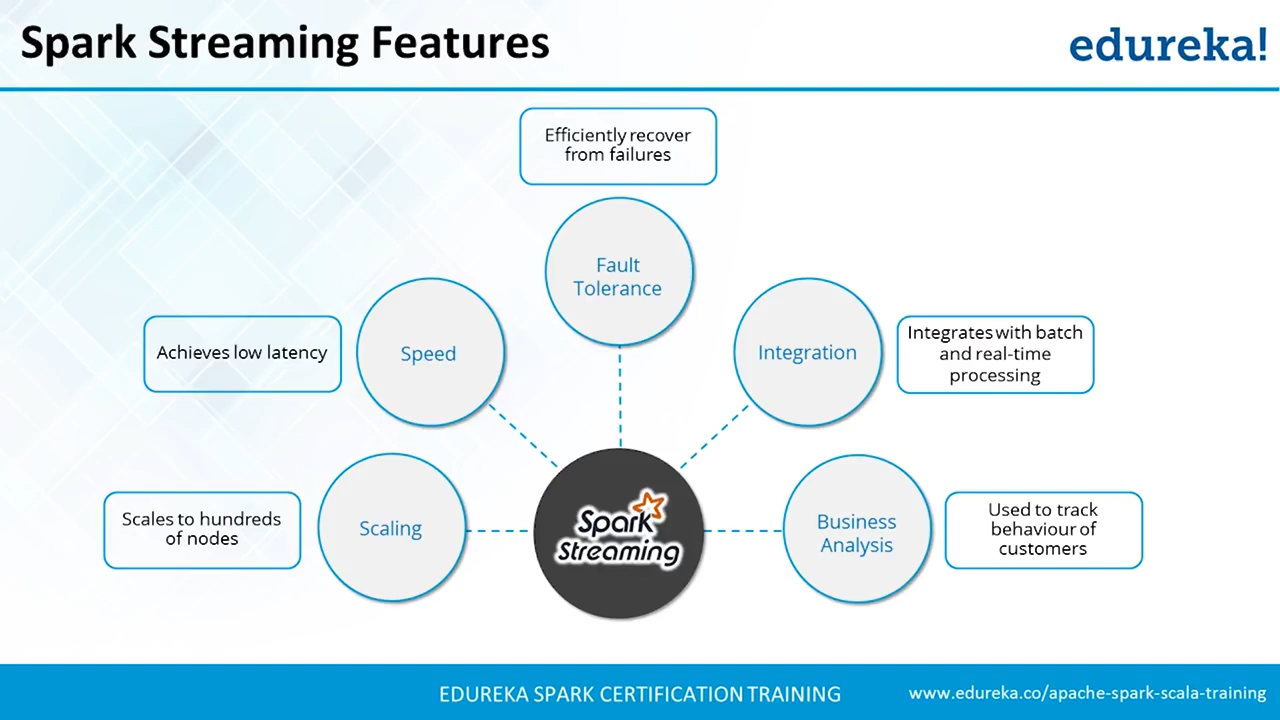 Spark Streaming Features
edureka!
Efficiently recover
from failures
Fault
Tolerance
Achieves low latency
Speed
Integration
Integrates with batch
and real-time
processing
Scales to hundreds
of nodes
Scaling
Spark
Streaming
Business
Analysis
Used to track
behaviour of
customers
EDUREKA SPARK CERTIFICATION TRAINING
www.edureka.co/apache-spark-scala-training